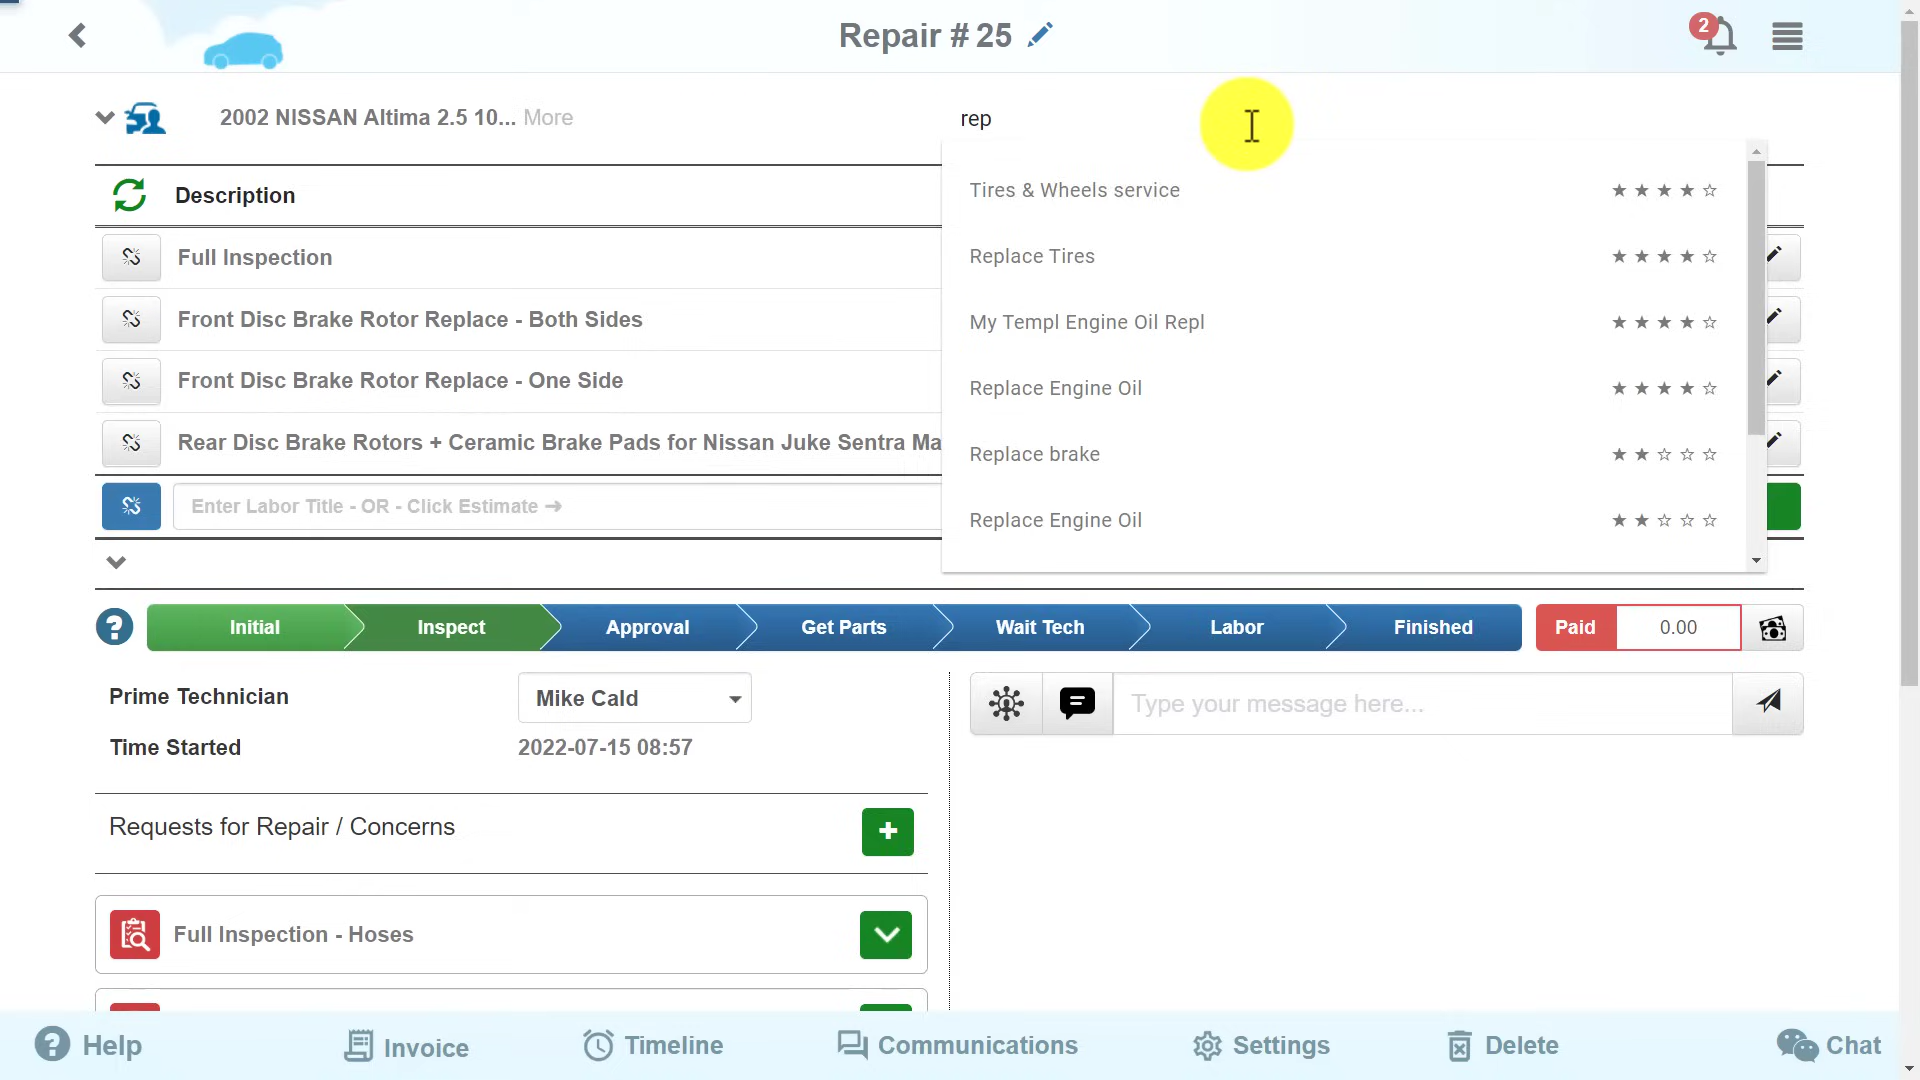 Repair # 25
2
2002 NISSAN Altima 2.5 10... More
rep
Description
Full Inspection
Front Disc Brake Rotor Replace - Both Sides
Front Disc Brake Rotor Replace - One Side
Rear Disc Brake Rotors + Ceramic Brake Pads for Nissan Juke Sentra Ma
Enter Labor Title - OR - Click Estimate ➔
Tires & Wheels service
Replace Tires
My Templ Engine Oil Repl
Replace Engine Oil
Replace brake
Replace Engine Oil
Initial
Inspect
Approval
Get Parts
Wait Tech
Labor
Finished
Paid
0.00
Prime Technician
Mike Cald
Time Started
2022-07-15 08:57
Type your message here...
Requests for Repair / Concerns
Full Inspection - Hoses
Help
Invoice
Timeline
Communications
Settings
Delete
Chat